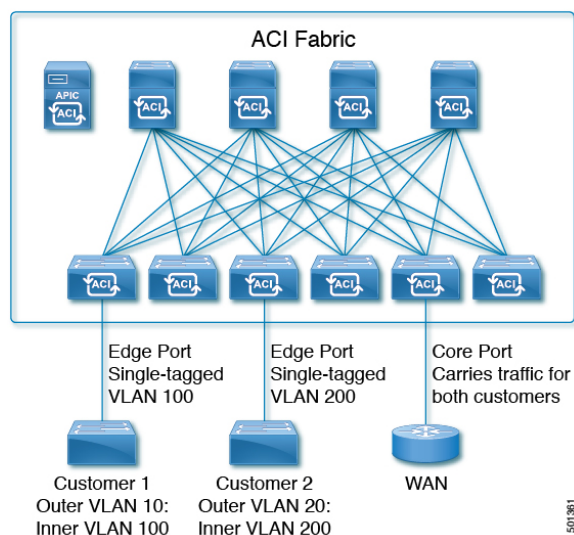 ACI Fabric
APIC
ACI
ACI
ACI
ACI
ACI
ACI
ACI
ACI
ACI
ACI
ACI
Edge Port
Single-tagged
VLAN 100
Edge Port
Single-tagged
VLAN 200
Core Port
Carries traffic for
both customers
Customer 1
Outer VLAN 10:
Inner VLAN 100
Customer 2
Outer VLAN 20:
Inner VLAN 200
WAN
501361